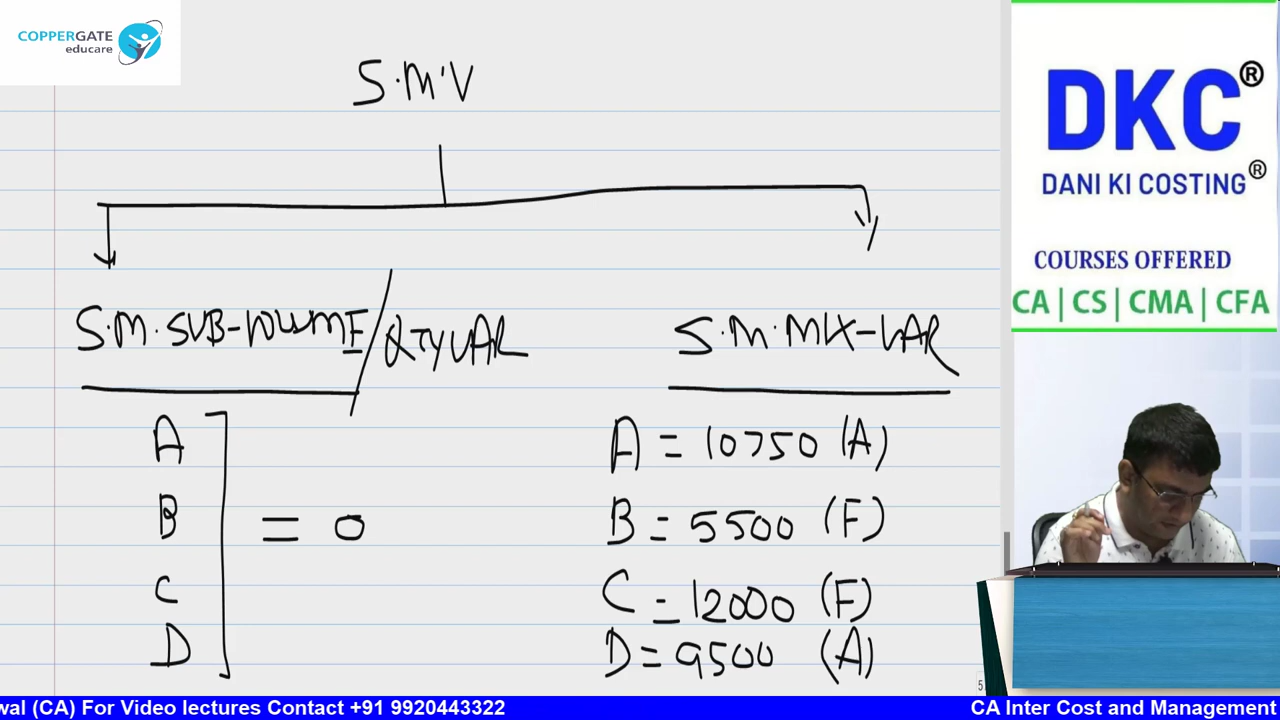 COPPERGATE
educare
S.M.V
S.M. SUB-VOLUME/QTY VAR
S.M. MIX-VAR
A
B
C
D
= 0
A = 10750 (A)
B = 5500 (F)
C = 12000 (F)
D = 9500 (A)
5
DKC®
DANI KI COSTING®
COURSES OFFERED
CA | CS | CMA | CFA
wal (CA) For Video lectures Contact +91 9920443322
CA Inter Cost and Management